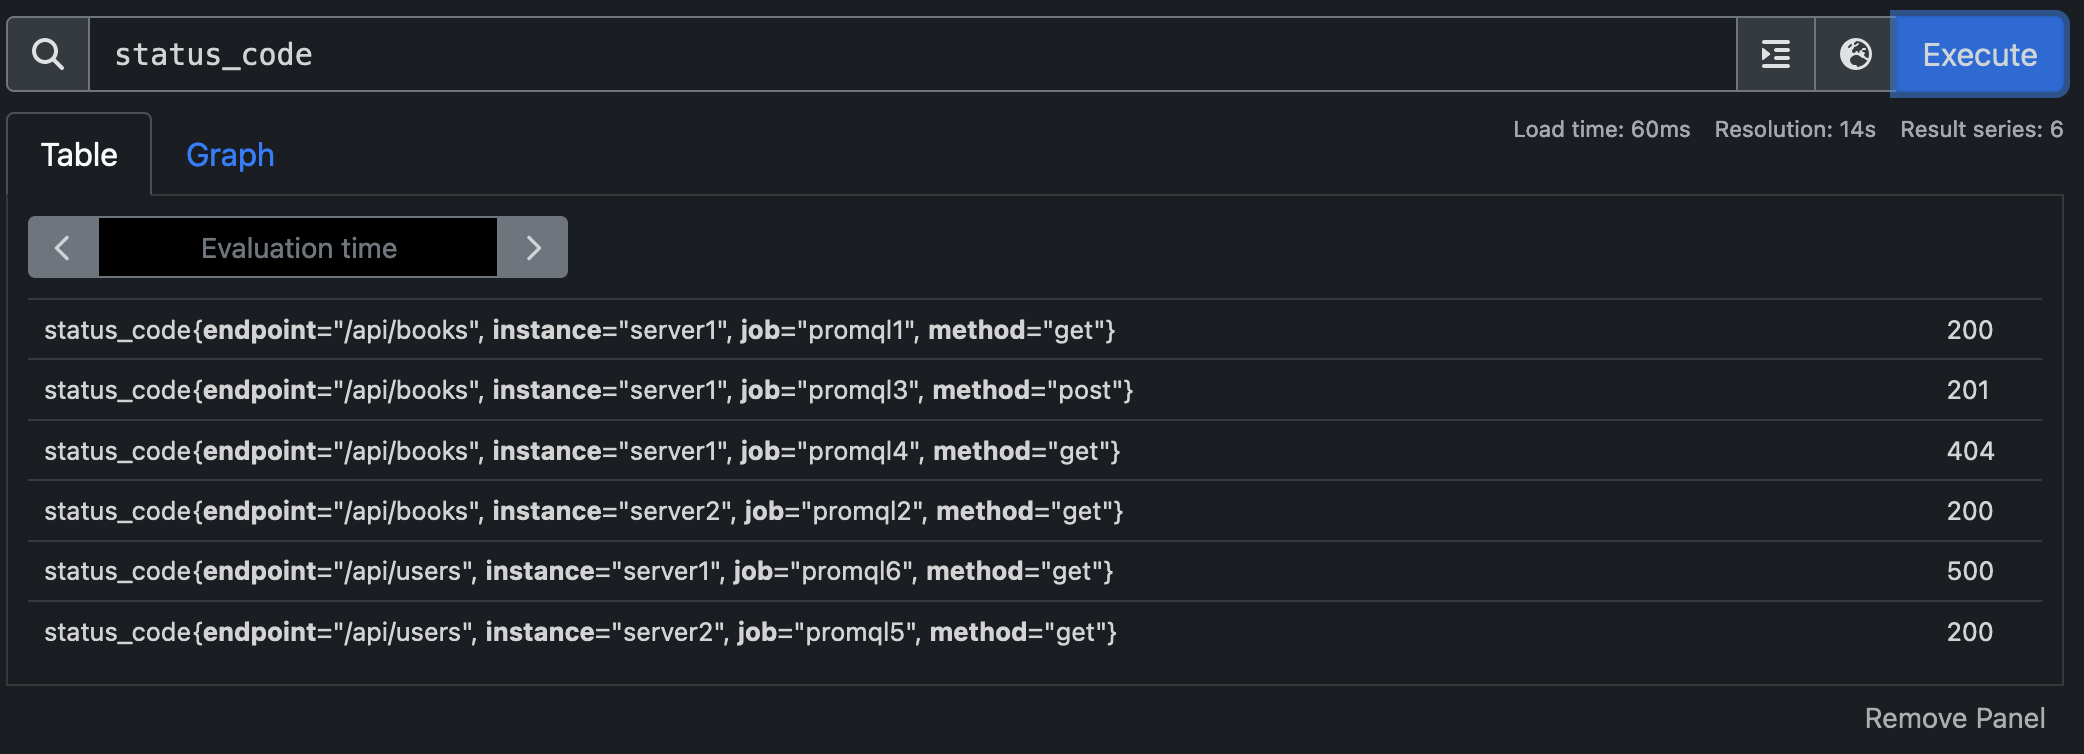 status_code
Execute
Table
Graph
Load time: 60ms Resolution: 14s Result series: 6
Evaluation time
status_code{endpoint="/api/books", instance="server1", job="promql1", method="get"} 200
status_code{endpoint="/api/books", instance="server1", job="promql3", method="post"} 201
status_code{endpoint="/api/books", instance="server1", job="promql4", method="get"} 404
status_code{endpoint="/api/books", instance="server2", job="promql2", method="get"} 200
status_code{endpoint="/api/users", instance="server1", job="promql6", method="get"} 500
status_code{endpoint="/api/users", instance="server2", job="promql5", method="get"} 200
Remove Panel